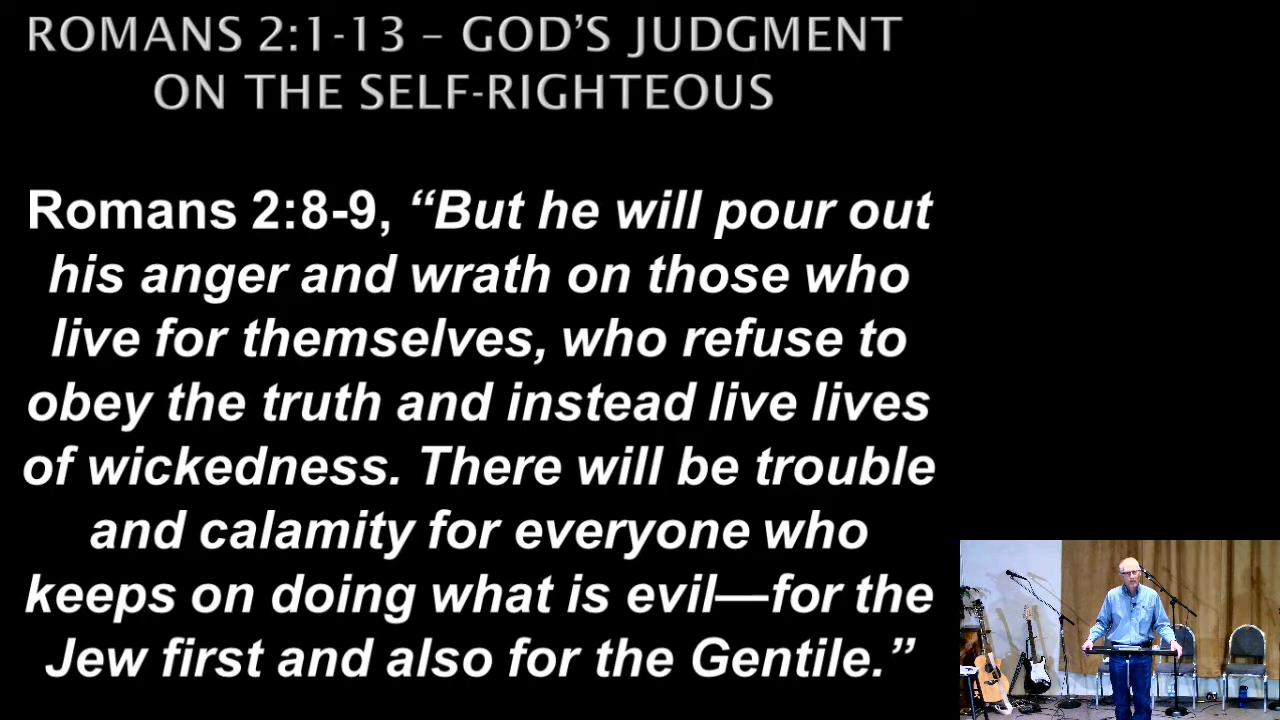 ROMANS 2:1-13 – GOD’S JUDGMENT
ON THE SELF-RIGHTEOUS
Romans 2:8-9, “But he will pour out
his anger and wrath on those who
live for themselves, who refuse to
obey the truth and instead live lives
of wickedness. There will be trouble
and calamity for everyone who
keeps on doing what is evil—for the
Jew first and also for the Gentile.”